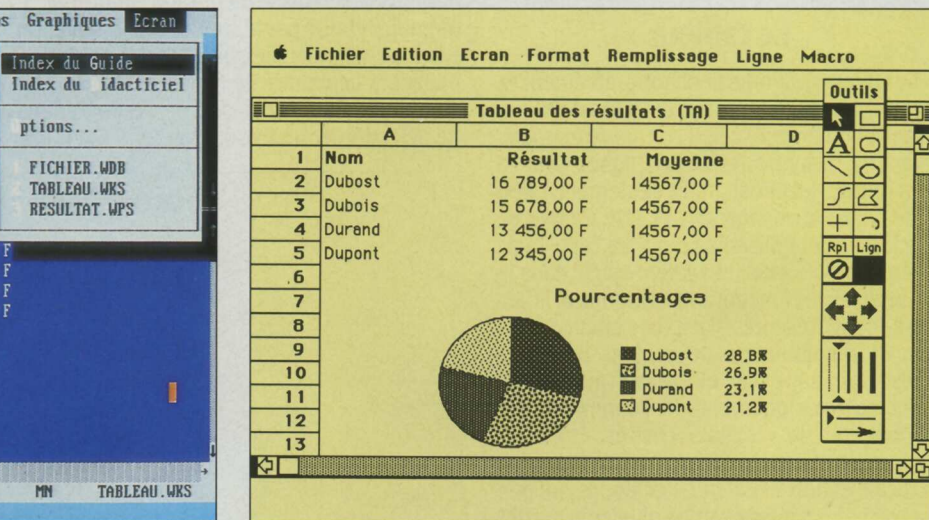 s Graphiques Ecran
Index du Guide
Index du idacticiel
ptions...
FICHIER.WDB
TABLEAU.WKS
RESULTAT.WPS
F
F
F
F
MN TABLEAU.WKS
Fichier Edition Ecran Format Remplissage Ligne Macro
Tableau des résultats (TA)
A B C D
1 Nom Résultat Moyenne
2 Dubost 16 789,00 F 14567,00 F
3 Dubois 15 678,00 F 14567,00 F
4 Durand 13 456,00 F 14567,00 F
5 Dupont 12 345,00 F 14567,00 F
6
7 Pourcentages
8
9 Dubost 28,8%
10 Dubois 26,9%
11 Durand 23,1%
12 Dupont 21,2%
13
Outils
A
Rpl Lign